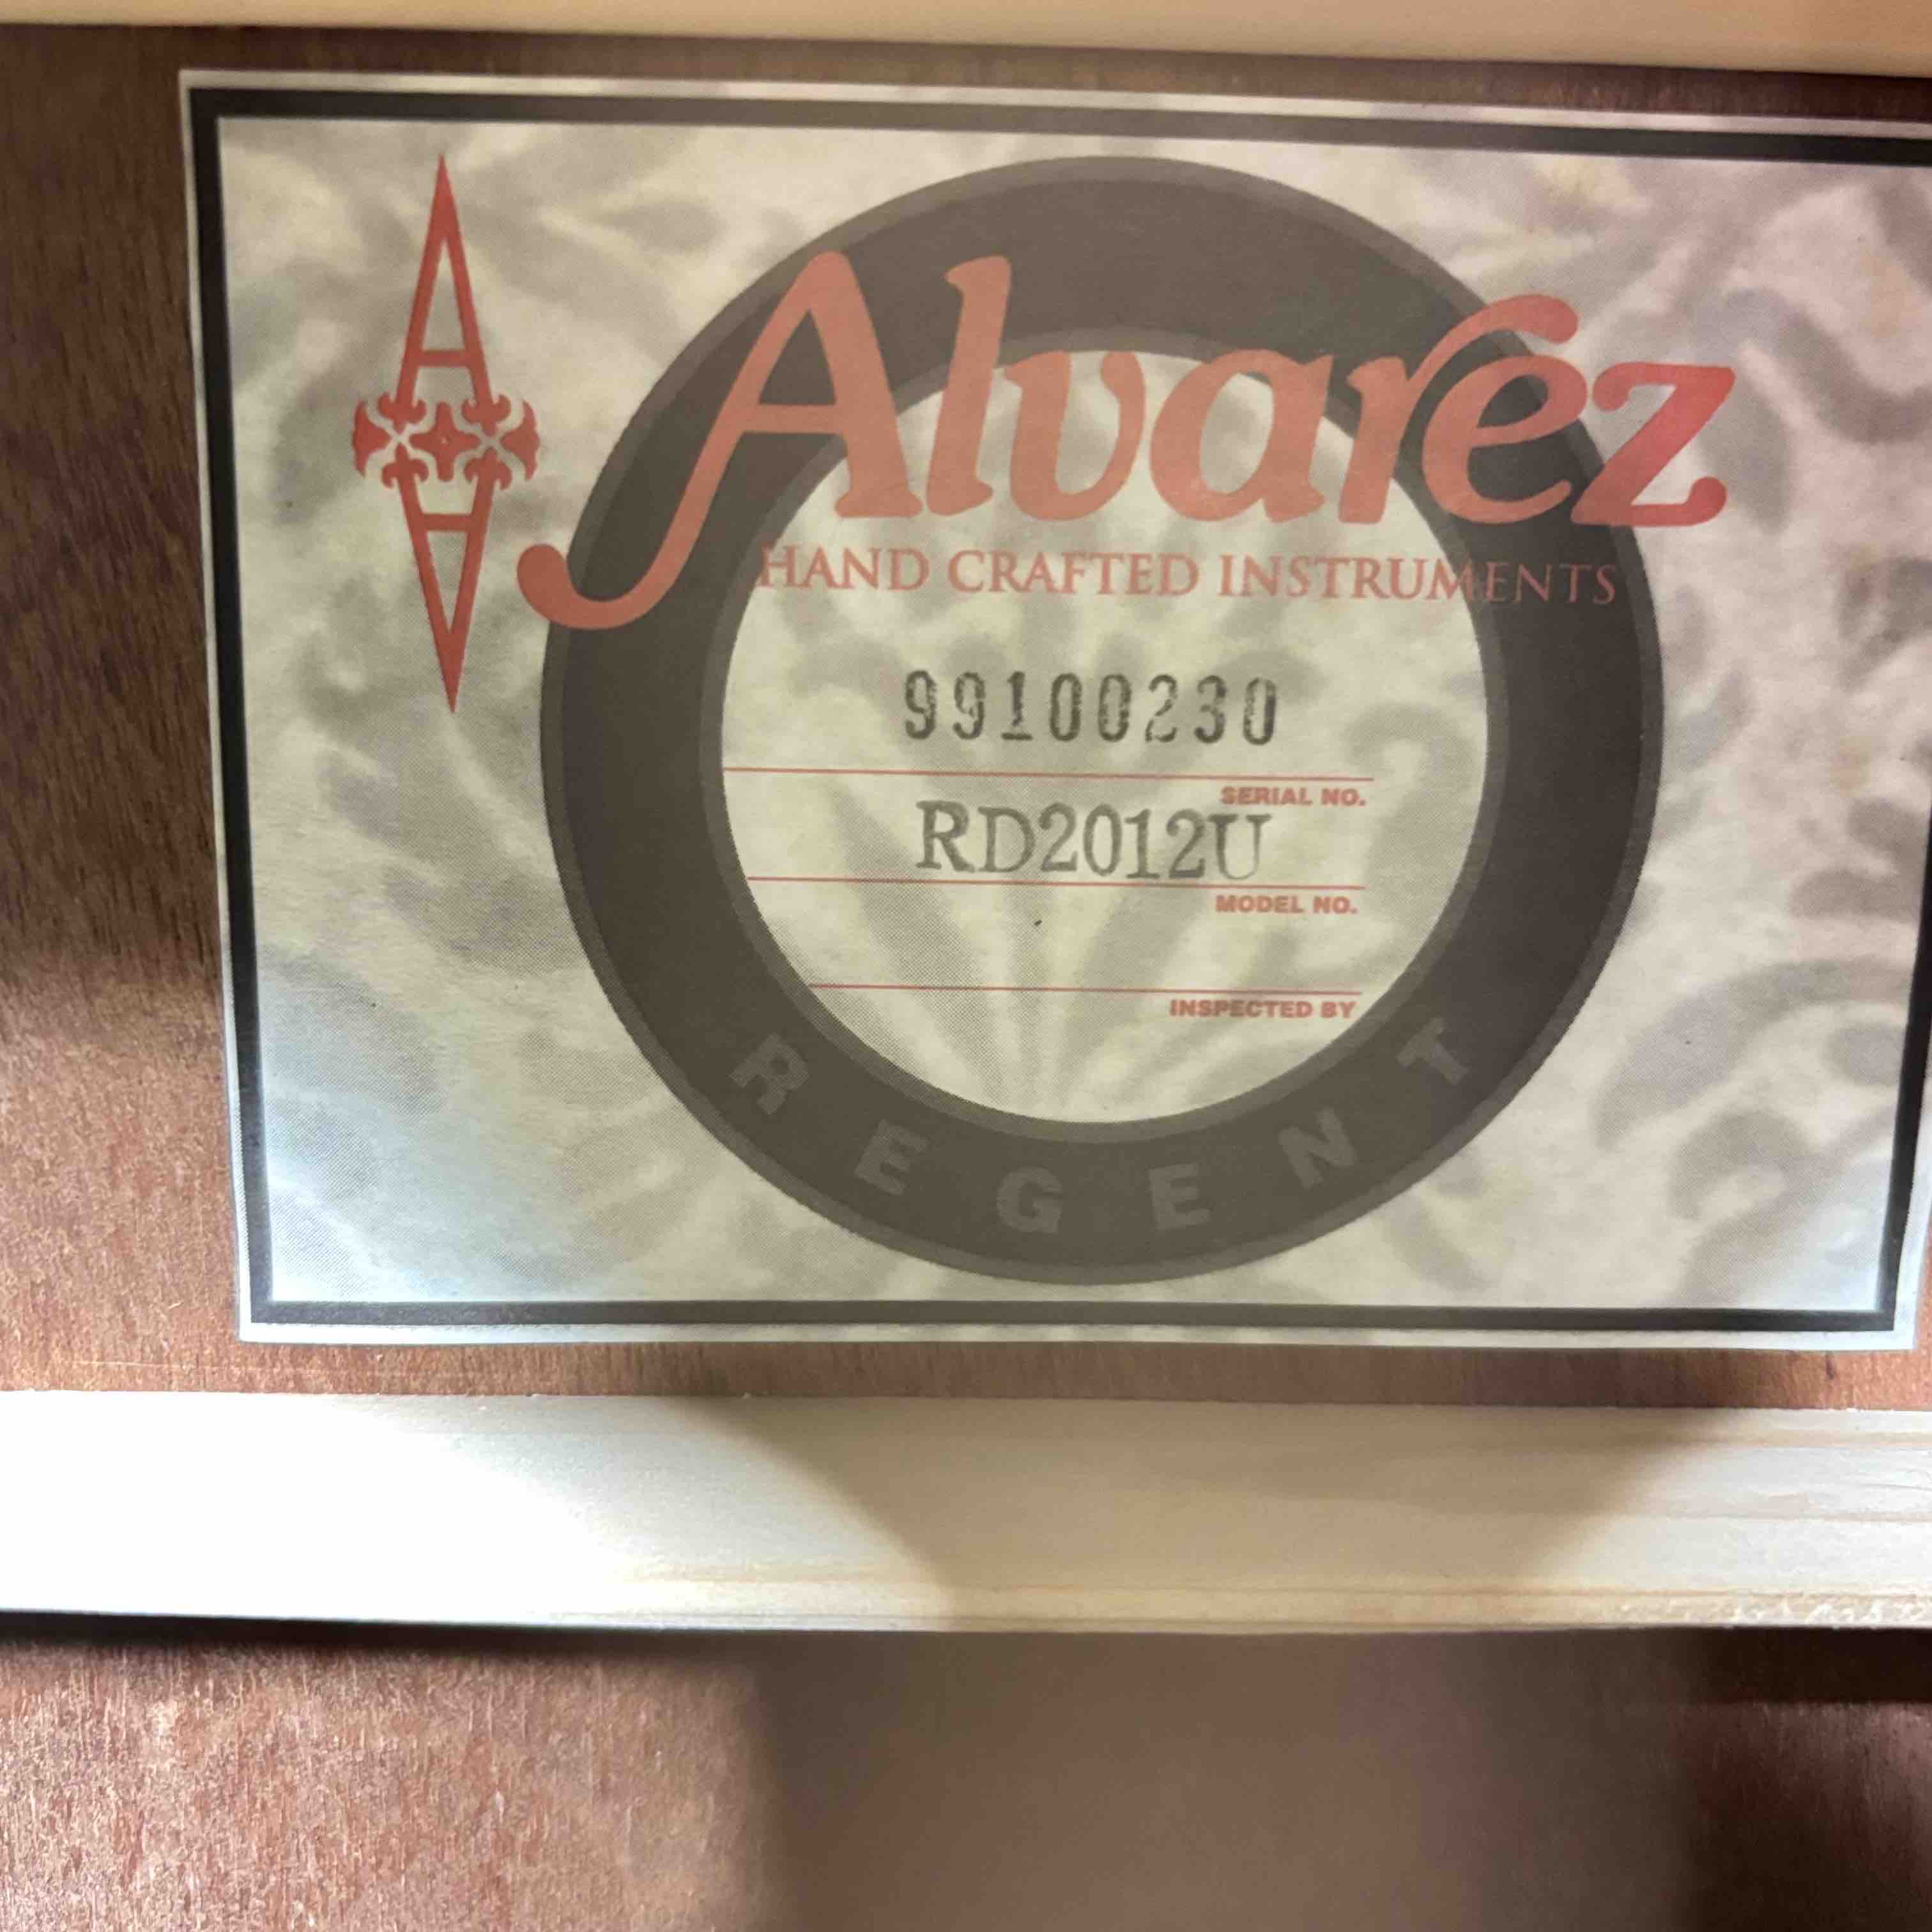 Alvarez
HAND CRAFTED INSTRUMENTS
99100230
SERIAL NO.
RD2012U
MODEL NO.
INSPECTED BY
REGENT